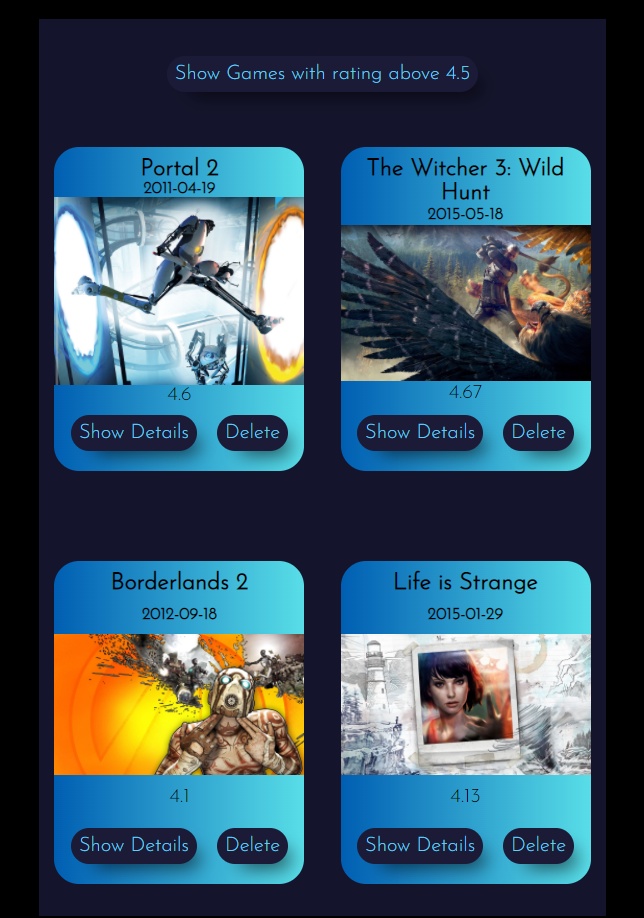 Show Games with rating above 4.5
Portal 2
2011-04-19
4.6
Show Details Delete
The Witcher 3: Wild
Hunt
2015-05-18
4.67
Show Details Delete
Borderlands 2
2012-09-18
4.1
Show Details Delete
Life is Strange
2015-01-29
4.13
Show Details Delete